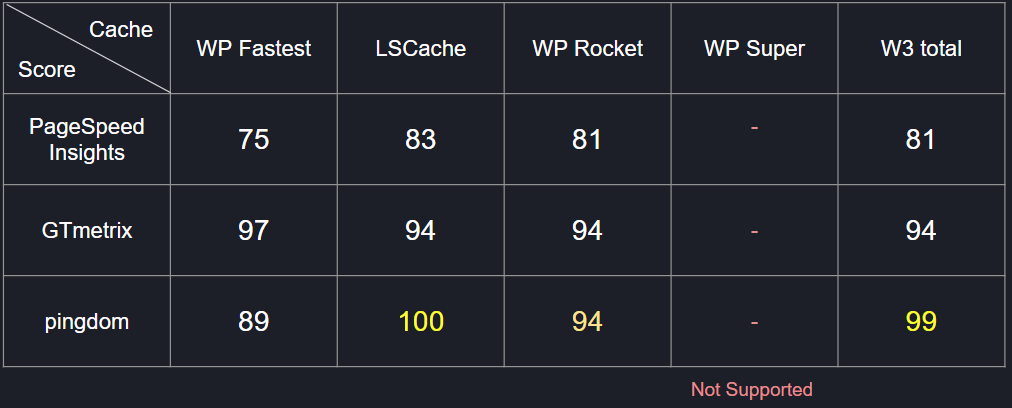 Cache
Score
WP Fastest
LSCache
WP Rocket
WP Super
W3 total
PageSpeed
Insights
75
83
81
-
81
GTmetrix
97
94
94
-
94
pingdom
89
100
94
-
99
Not Supported